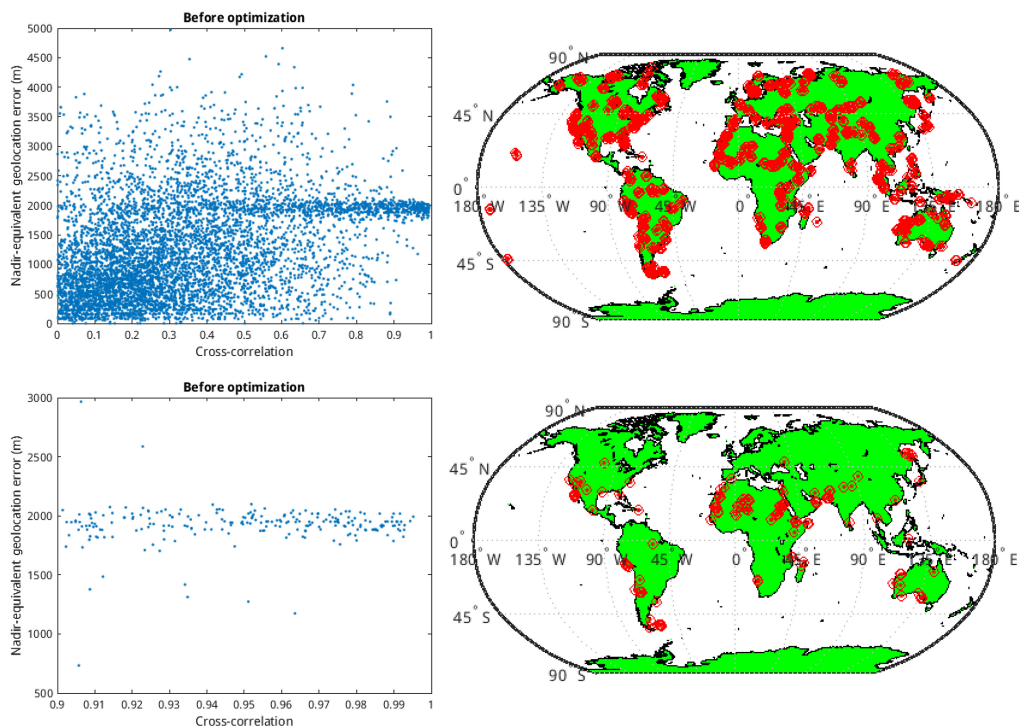 Before optimization
5000
4500
4000
3500
3000
2500
2000
1500
1000
500
0
Nadir-equivalent geolocation error (m)
0 0.1 0.2 0.3 0.4 0.5 0.6 0.7 0.8 0.9 1
Cross-correlation
90° N
45° N
0°
180° W 135° W 90° W 45° W 0° 45° E 90° E 135° E 180° E
45° S
90° S
Before optimization
3000
2500
2000
1500
1000
500
Nadir-equivalent geolocation error (m)
0.9 0.91 0.92 0.93 0.94 0.95 0.96 0.97 0.98 0.99 1
Cross-correlation
90° N
45° N
0°
180° W 135° W 90° W 45° W 0° 45° E 90° E 135° E 180° E
45° S
90° S